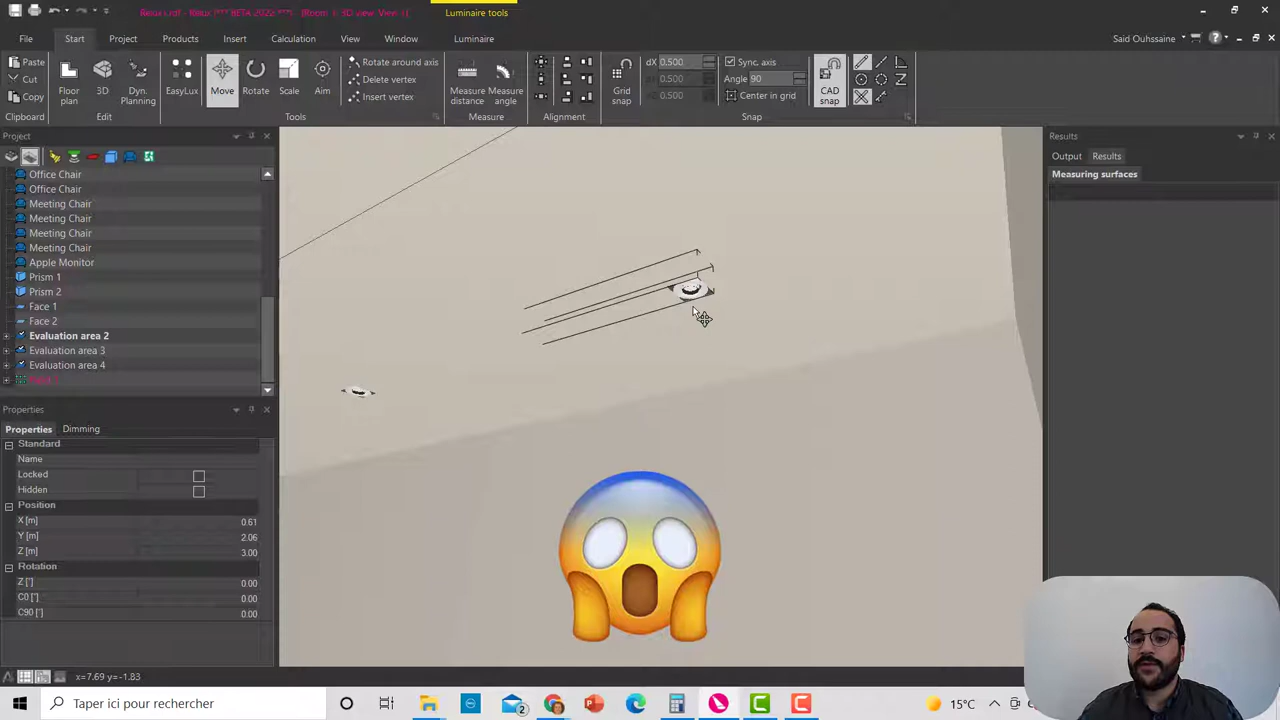 Luminaire tools
File
Start
Project
Products
Insert
Calculation
View
Window
Luminaire
Said Ouhssaine
Paste
Cut
Copy
Clipboard
Floor plan
3D
Dyn. Planning
Edit
EasyLux
Move
Rotate
Scale
Aim
Rotate around axis
Delete vertex
Insert vertex
Tools
Measure distance
Measure angle
Measure
Alignment
Grid snap
dX 0.500
0.500
0.500
Sync. axis
Angle 90
Center in grid
CAD snap
Snap
Project
Office Chair
Office Chair
Meeting Chair
Meeting Chair
Meeting Chair
Meeting Chair
Apple Monitor
Prism 1
Prism 2
Face 1
Face 2
Evaluation area 2
Evaluation area 3
Evaluation area 4
Properties
Properties Dimming
Standard
Name
Locked
Hidden
Position
X [m] 0.61
Y [m] 2.06
Z [m] 3.00
Rotation
Z [°] 0.00
C0 [°] 0.00
C90 [°] 0.00
Results
Output Results
Measuring surfaces
x=7.69 y=-1.83
Tapez ici pour rechercher
2
15°C